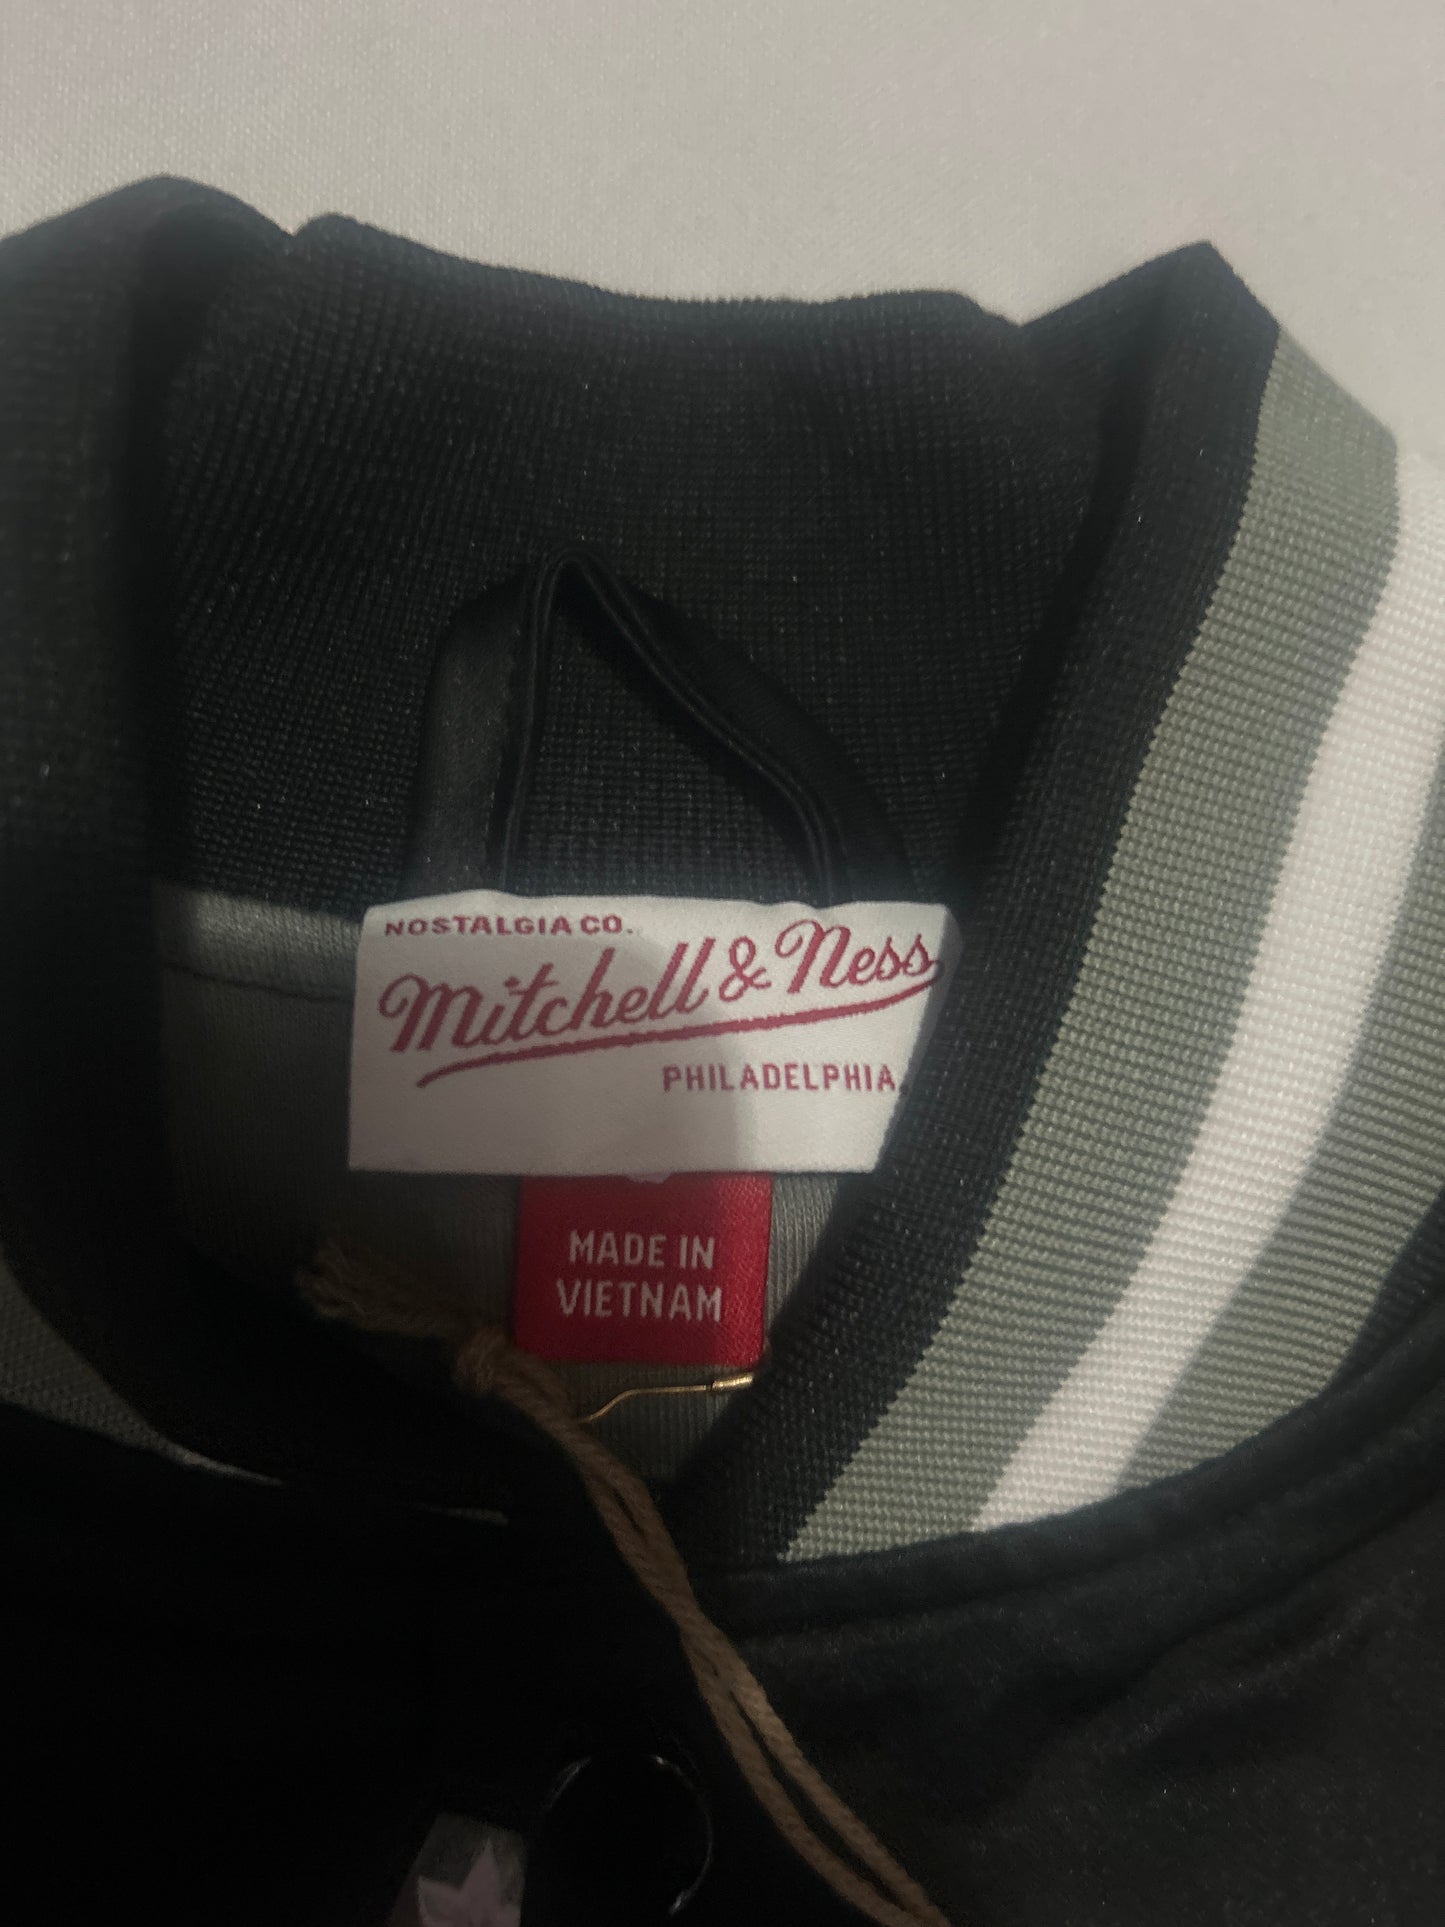 NOSTALGIA CO.
Mitchell & Ness
PHILADELPHIA
MADE IN
VIETNAM